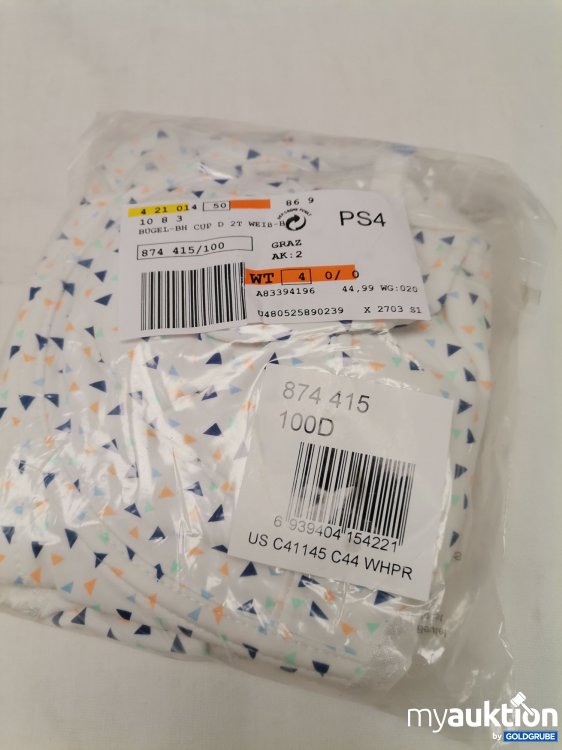 4 21 014 50 86 9
10 8 3
BÜGEL-BH CUP D 2T WEIß-B
PS4
874 415/100
GRAZ
AK:2
WT 4 0/ 0
A83394196 44,99 WG:020
0480525890239 X 2703 S1
874 415
100D
6 939404 154221
US C41145 C44 WHPR
myauktion
by GOLDGRUBE